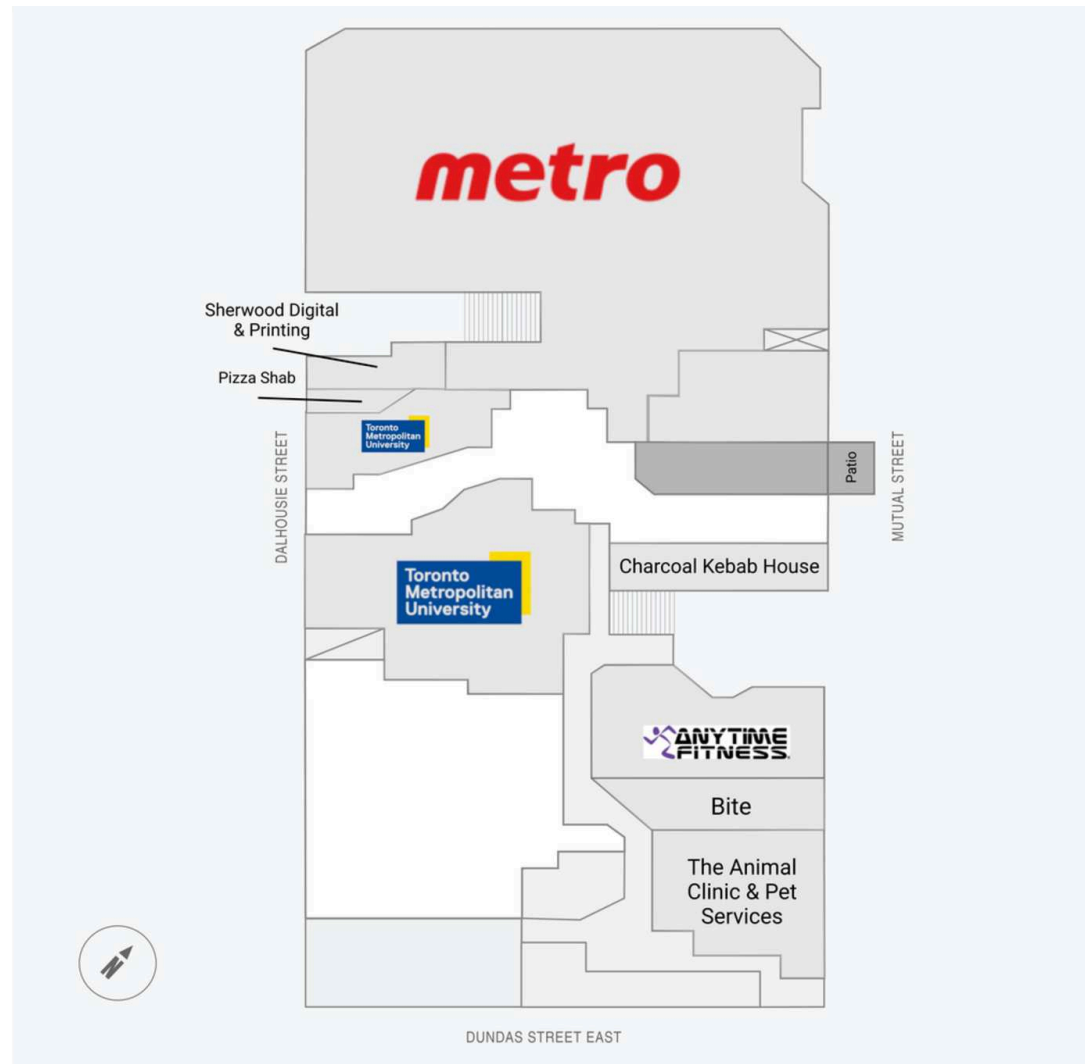 metro
Sherwood Digital
& Printing
Pizza Shab
Toronto
Metropolitan
University
DALHOUSIE STREET
MUTUAL STREET
Patio
Toronto
Metropolitan
University
Charcoal Kebab House
ANYTIME
FITNESS.
Bite
The Animal
Clinic & Pet
Services
N
DUNDAS STREET EAST